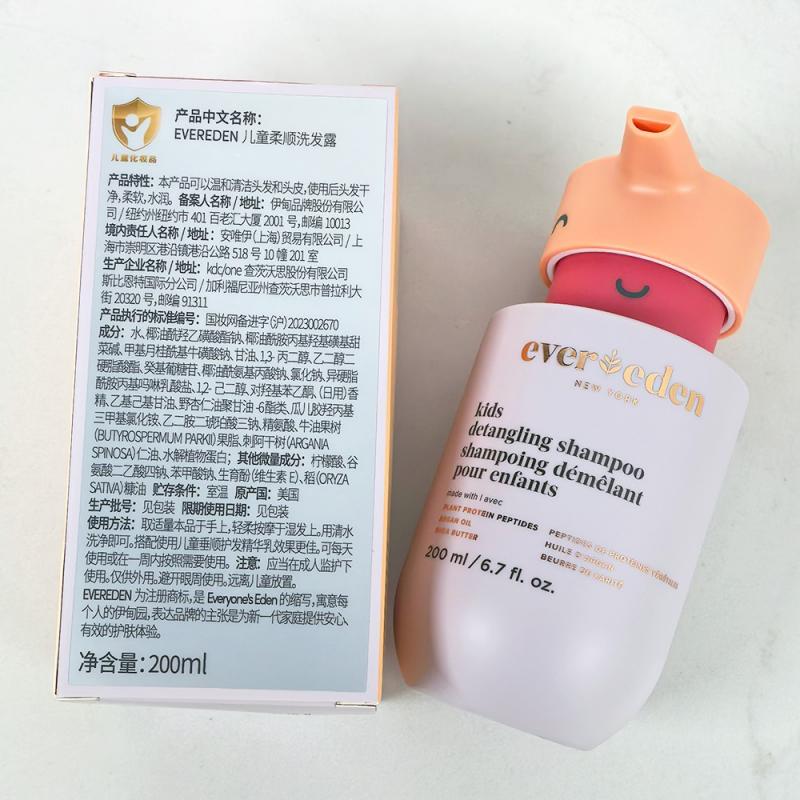 儿童化妆品
产品中文名称：
EVEREDEN 儿童柔顺洗发露
产品特性：本产品可以温和清洁头发和头皮，使用后头发干
净，柔软，水润。备案人名称/地址：伊甸品牌股份有限公
司/纽约州纽约市 401 百老汇大厦 2001 号，邮编 10013
境内责任人名称/地址：安唯伊（上海）贸易有限公司/上
海市崇明区港沿镇港沿公路 518 号 10 幢 201 室
生产企业名称/地址：kdc/one 查茨沃思股份有限公司
斯比恩特国际分公司/加利福尼亚州查茨沃思市普拉利大
街 20320 号，邮编 91311
产品执行的标准编号：国妆网备进字（沪）2023002670
成分：水、椰油酰羟乙磺酸酯钠、椰油酰胺丙基羟基磺基甜
菜碱、甲基月桂酰基牛磺酸钠、甘油、1,3-丙二醇、乙二醇二
硬脂酸酯、癸基葡糖苷、椰油酰氨基丙酸钠、氯化钠、异硬脂
酰胺丙基吗啉乳酸盐、1,2-己二醇、对羟基苯乙酮、（日用）香
精、乙基己基甘油、野杏仁油聚甘油-6酯类、瓜儿胶羟丙基
三甲基氯化铵、乙二胺二琥珀酸三钠、精氨酸、牛油果树
（BUTYROSPERMUM PARKII）果脂、刺阿干树（ARGANIA
SPINOSA）仁油、水解植物蛋白；其他微量成分：柠檬酸、谷
氨酸二乙酸四钠、苯甲酸钠、生育酚（维生素 E）、稻（ORYZA
SATIVA）糠油 贮存条件：室温 原产国：美国
生产批号：见包装 限期使用日期：见包装
使用方法：取适量本品于手上，轻柔按摩于湿发上。用清水
洗净即可。搭配使用儿童垂顺护发精华乳效果更佳。可每天
使用或在一周内按照需要使用。注意：应当在成人监护下
使用。仅供外用。避开眼周使用。远离儿童放置。
EVEREDEN 为注册商标，是 Everyone's Eden 的缩写，寓意每
个人的伊甸园，表达品牌的主张是为新一代家庭提供安心、
有效的护肤体验。
净含量：200ml
ever eden
NEW YORK
kids
detangling shampoo
shampoing démêlant
pour enfants
made with | avec
PLANT PROTEIN PEPTIDES
ARGAN OIL
SHEA BUTTER
PEPTIDES DE PROTÉINES VÉGÉTALES
HUILE D'ARGAN
BEURRE DE KARITÉ
200 ml / 6.7 fl. oz.